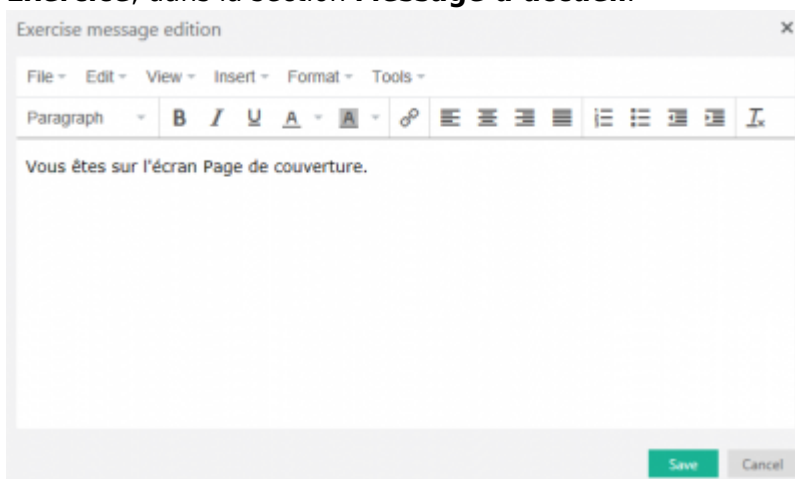 Exercice, dans la section Message d'accueil.
Exercise message edition ×
File Edit View Insert Format Tools
Paragraph B I U A A
Vous êtes sur l'écran Page de couverture.
Save Cancel